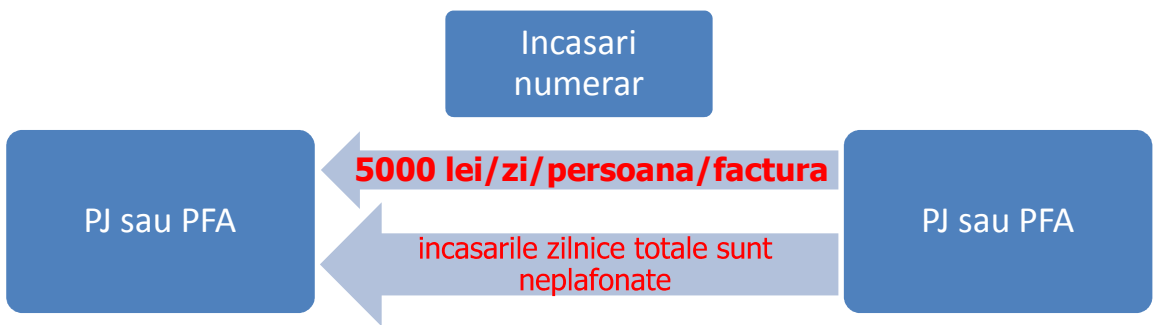 Incasari
numerar
PJ sau PFA
5000 lei/zi/persoana/factura
incasarile zilnice totale sunt
neplafonate
PJ sau PFA